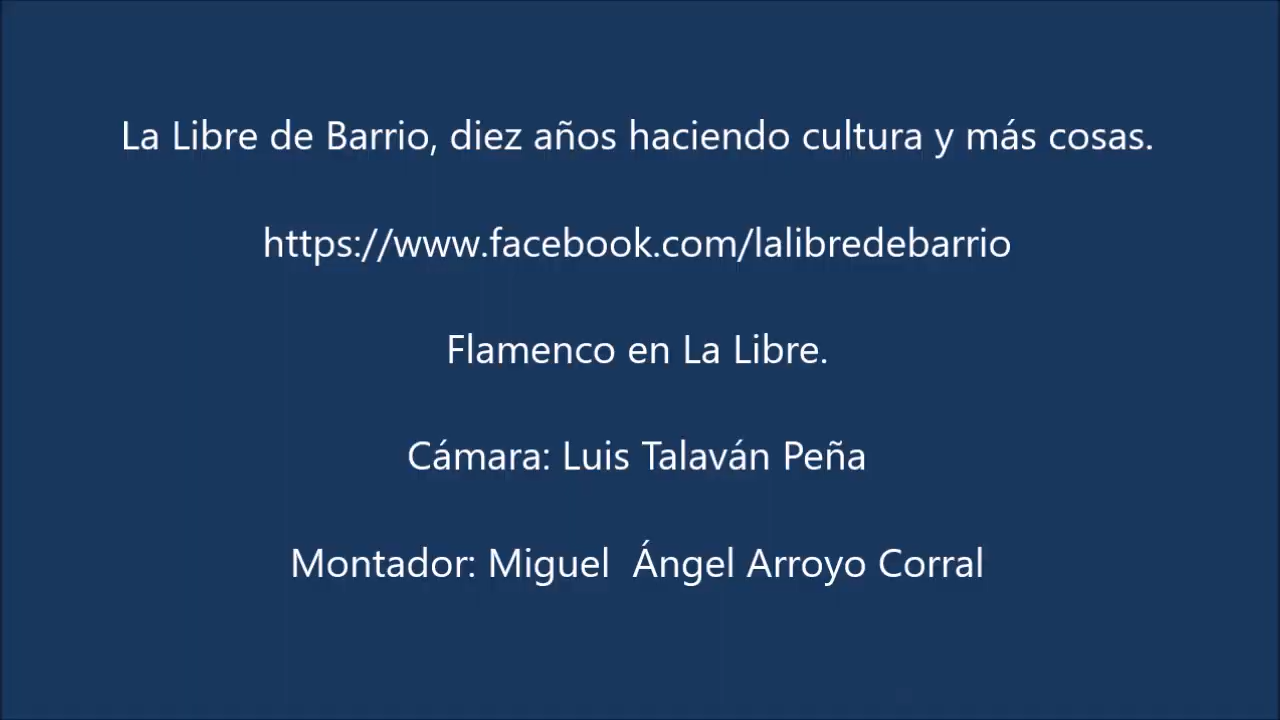 La Libre de Barrio, diez años haciendo cultura y más cosas.
https://www.facebook.com/lalibredebarrio
Flamenco en La Libre.
Cámara: Luis Talaván Peña
Montador: Miguel  Ángel Arroyo Corral